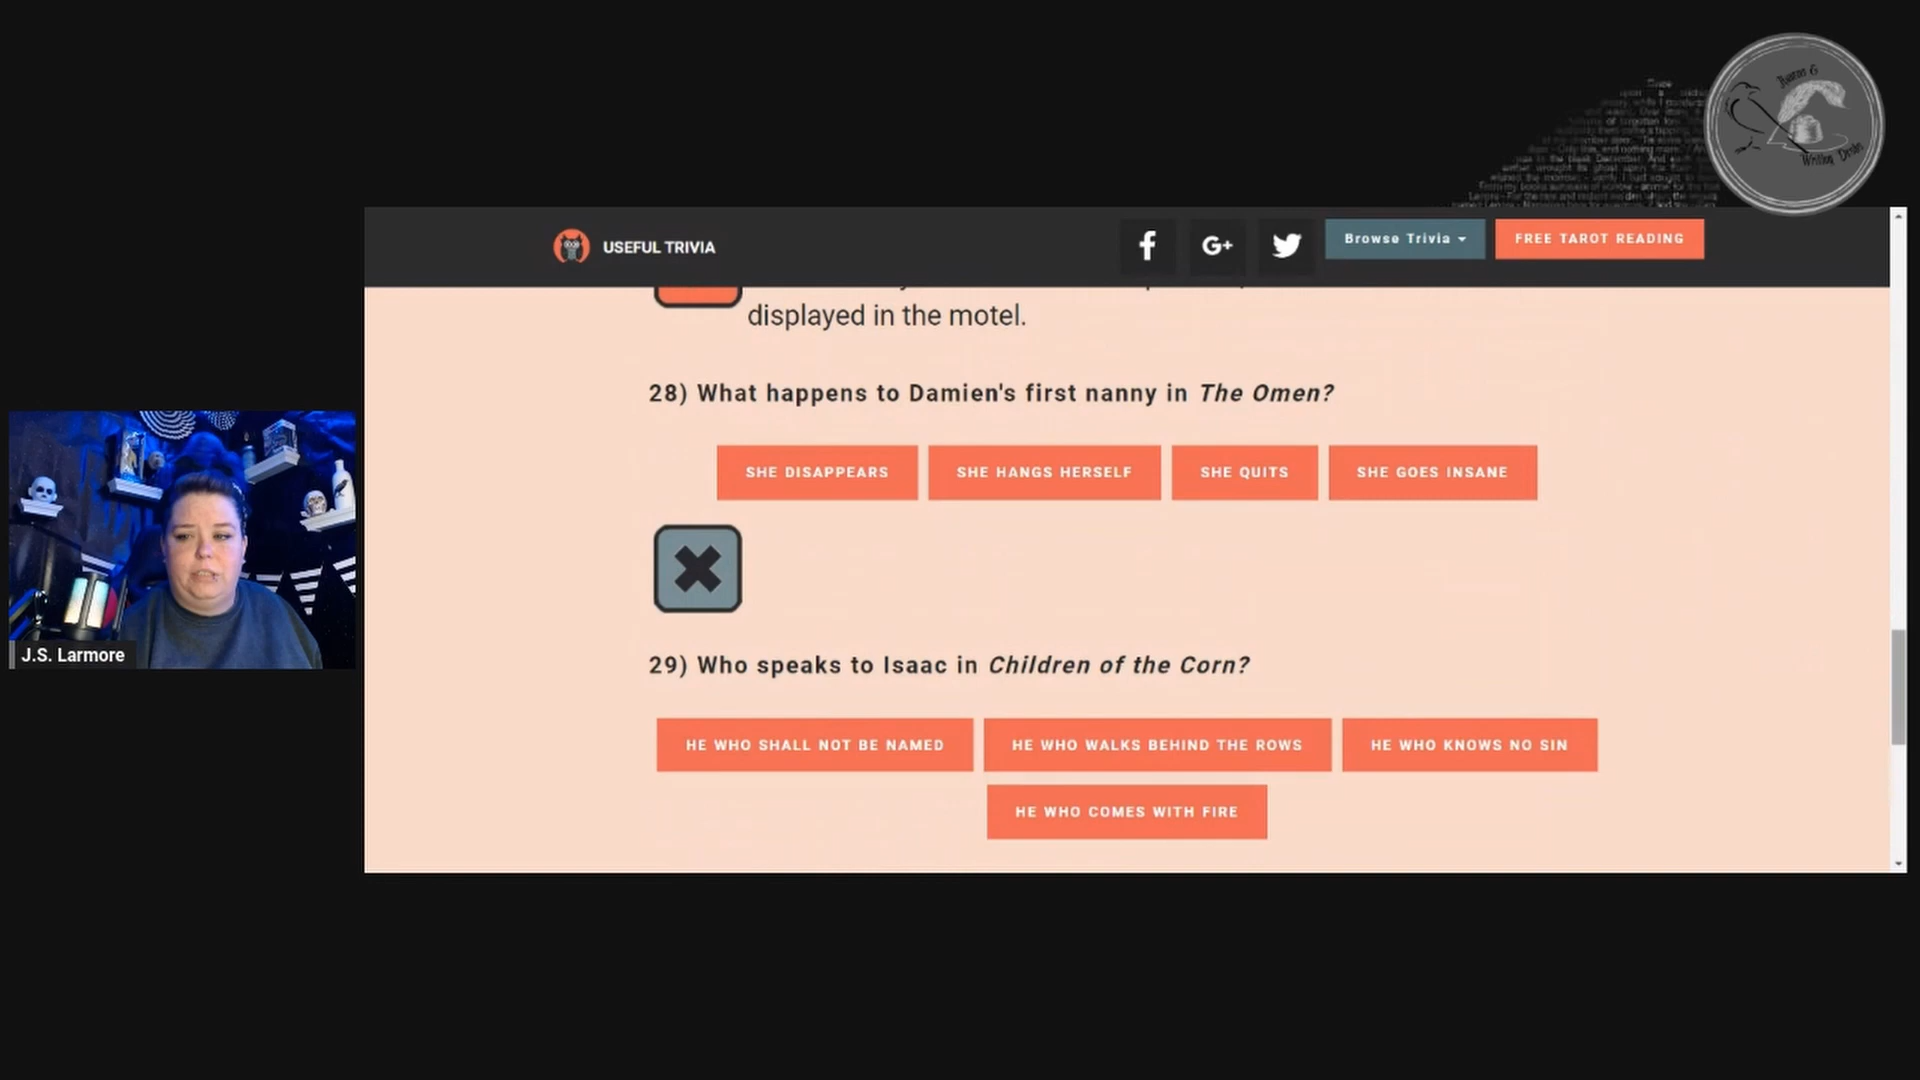 Raven &
Writing Desks
USEFUL TRIVIA
G+
Browse Trivia
FREE TAROT READING
displayed in the motel.
28) What happens to Damien's first nanny in The Omen?
SHE DISAPPEARS
SHE HANGS HERSELF
SHE QUITS
SHE GOES INSANE
29) Who speaks to Isaac in Children of the Corn?
HE WHO SHALL NOT BE NAMED
HE WHO WALKS BEHIND THE ROWS
HE WHO KNOWS NO SIN
HE WHO COMES WITH FIRE
J.S. Larmore